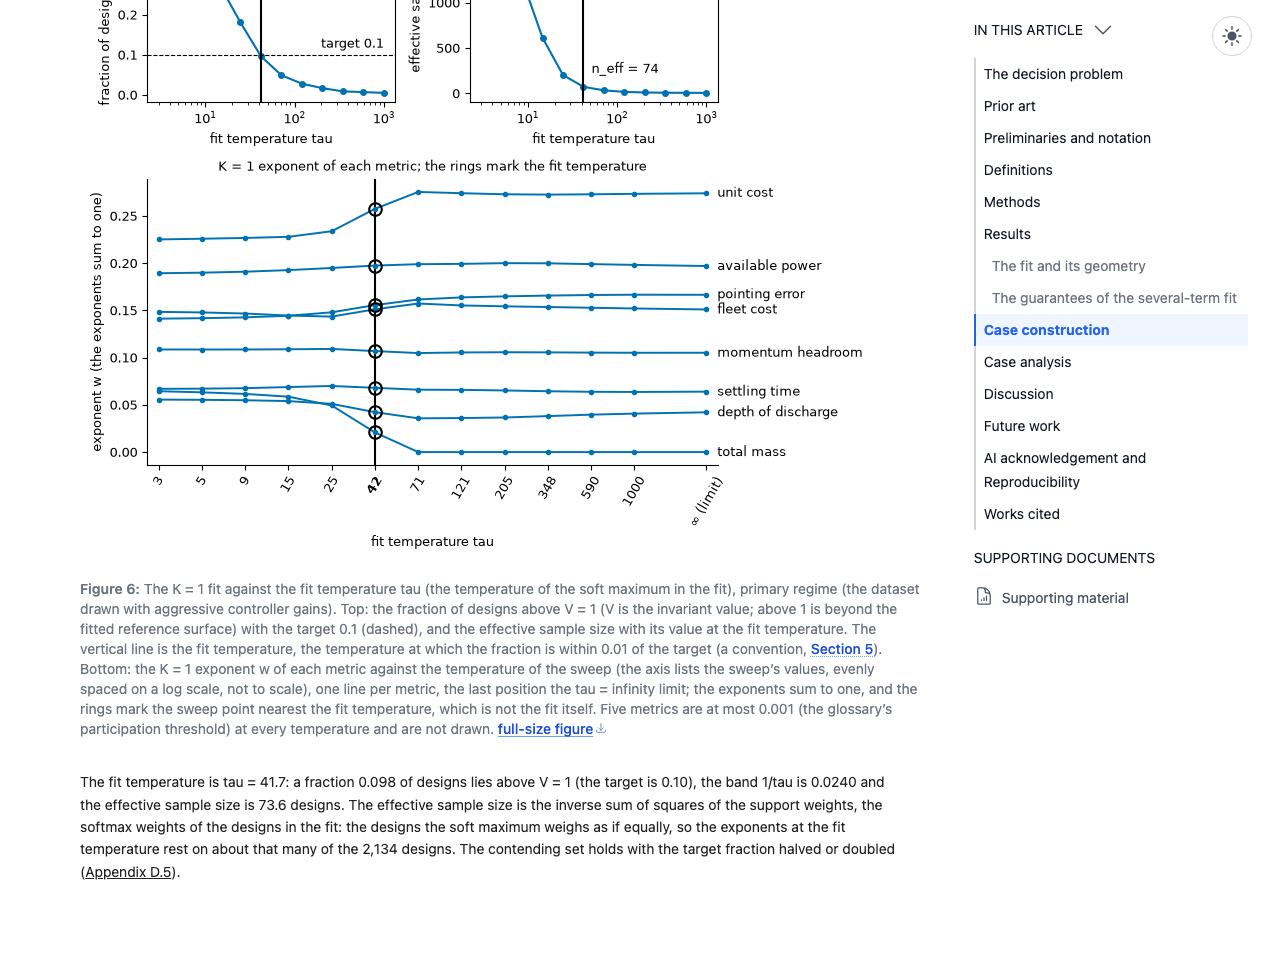 fraction of desig
0.2
0.1
0.0
target 0.1
10¹
10²
10³
fit temperature tau
effective sa
1000
500
0
n_eff = 74
10¹
10²
10³
fit temperature tau
K = 1 exponent of each metric; the rings mark the fit temperature
exponent w (the exponents sum to one)
0.25
0.20
0.15
0.10
0.05
0.00
unit cost
available power
pointing error
fleet cost
momentum headroom
settling time
depth of discharge
total mass
3
5
9
15
25
42
71
121
205
348
590
1000
∞ (limit)
fit temperature tau
Figure 6: The K = 1 fit against the fit temperature tau (the temperature of the soft maximum in the fit), primary regime (the dataset
drawn with aggressive controller gains). Top: the fraction of designs above V = 1 (V is the invariant value; above 1 is beyond the
fitted reference surface) with the target 0.1 (dashed), and the effective sample size with its value at the fit temperature. The
vertical line is the fit temperature, the temperature at which the fraction is within 0.01 of the target (a convention, Section 5).
Bottom: the K = 1 exponent w of each metric against the temperature of the sweep (the axis lists the sweep's values, evenly
spaced on a log scale, not to scale), one line per metric, the last position the tau = infinity limit; the exponents sum to one, and the
rings mark the sweep point nearest the fit temperature, which is not the fit itself. Five metrics are at most 0.001 (the glossary's
participation threshold) at every temperature and are not drawn. full-size figure
The fit temperature is tau = 41.7: a fraction 0.098 of designs lies above V = 1 (the target is 0.10), the band 1/tau is 0.0240 and
the effective sample size is 73.6 designs. The effective sample size is the inverse sum of squares of the support weights, the
softmax weights of the designs in the fit: the designs the soft maximum weighs as if equally, so the exponents at the fit
temperature rest on about that many of the 2,134 designs. The contending set holds with the target fraction halved or doubled
(Appendix D.5).
IN THIS ARTICLE
The decision problem
Prior art
Preliminaries and notation
Definitions
Methods
Results
The fit and its geometry
The guarantees of the several-term fit
Case construction
Case analysis
Discussion
Future work
AI acknowledgement and
Reproducibility
Works cited
SUPPORTING DOCUMENTS
Supporting material